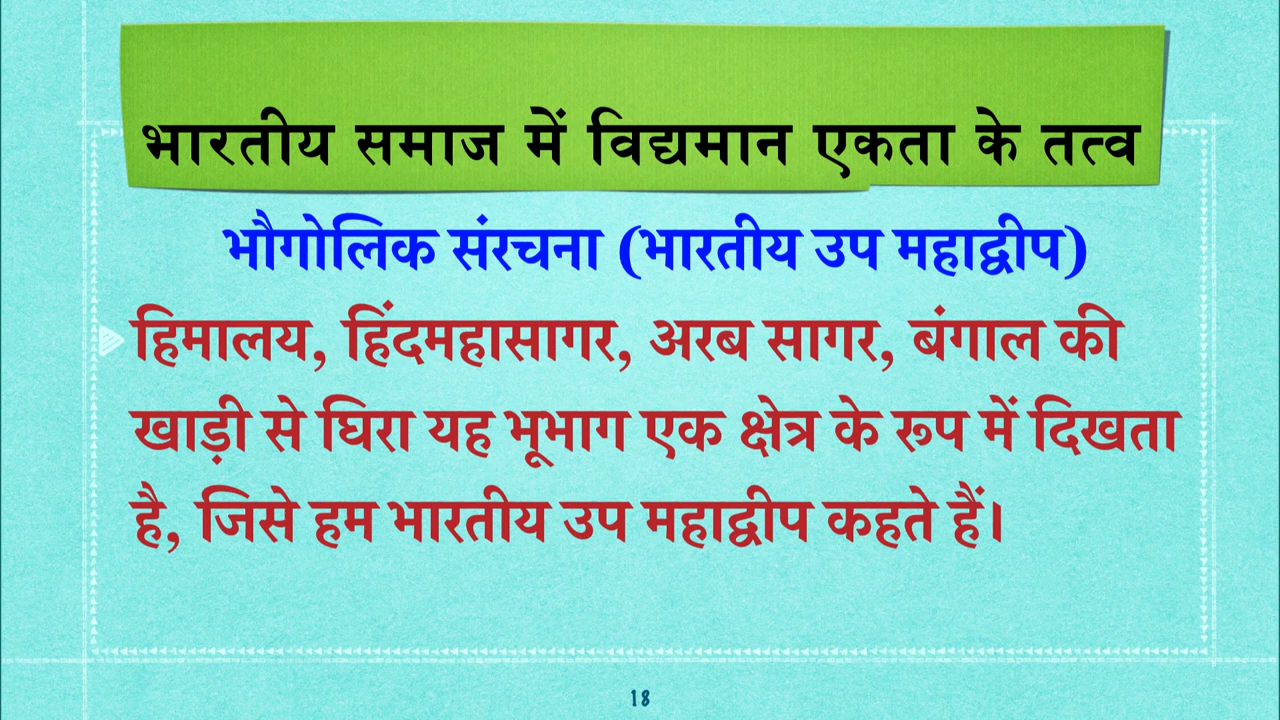 भारतीय समाज में विद्यमान एकता के तत्व
भौगोलिक संरचना (भारतीय उप महाद्वीप)
हिमालय, हिंदमहासागर, अरब सागर, बंगाल की
खाड़ी से घिरा यह भूभाग एक क्षेत्र के रूप में दिखता
है, जिसे हम भारतीय उप महाद्वीप कहते हैं।
18